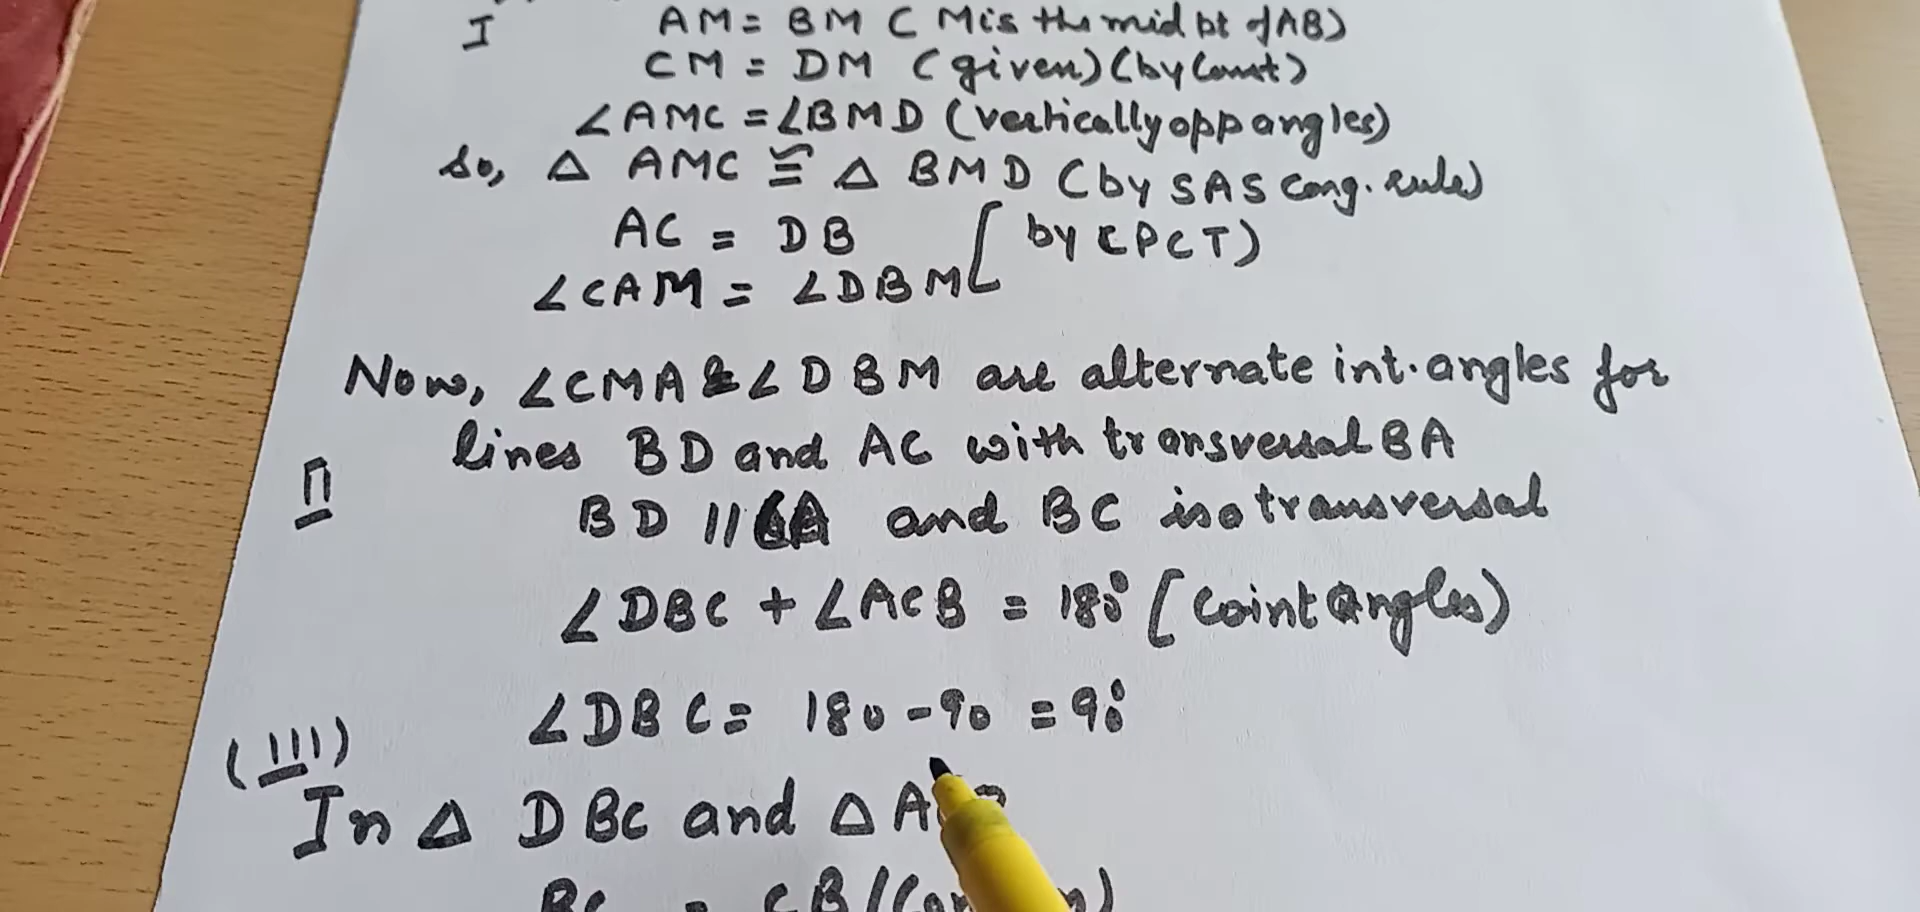 I AM = BM ( M is the mid pt of AB)
CM = DM (given) (by Const)
∠AMC = ∠BMD (vertically opp angles)
So, △ AMC ≅ △ BMD (by SAS Cong. rule)
AC = DB [ by CPCT)
∠CAM = ∠DBM
Now, ∠CMA & ∠DBM are alternate int. angles for
lines BD and AC with transversal BA
II
BD || CA and BC is a transversal
∠DBC + ∠ACB = 180° [Coint angles)
∠DBC = 180 - 90 = 90°
(III)
In △ DBC and △
BC = CB